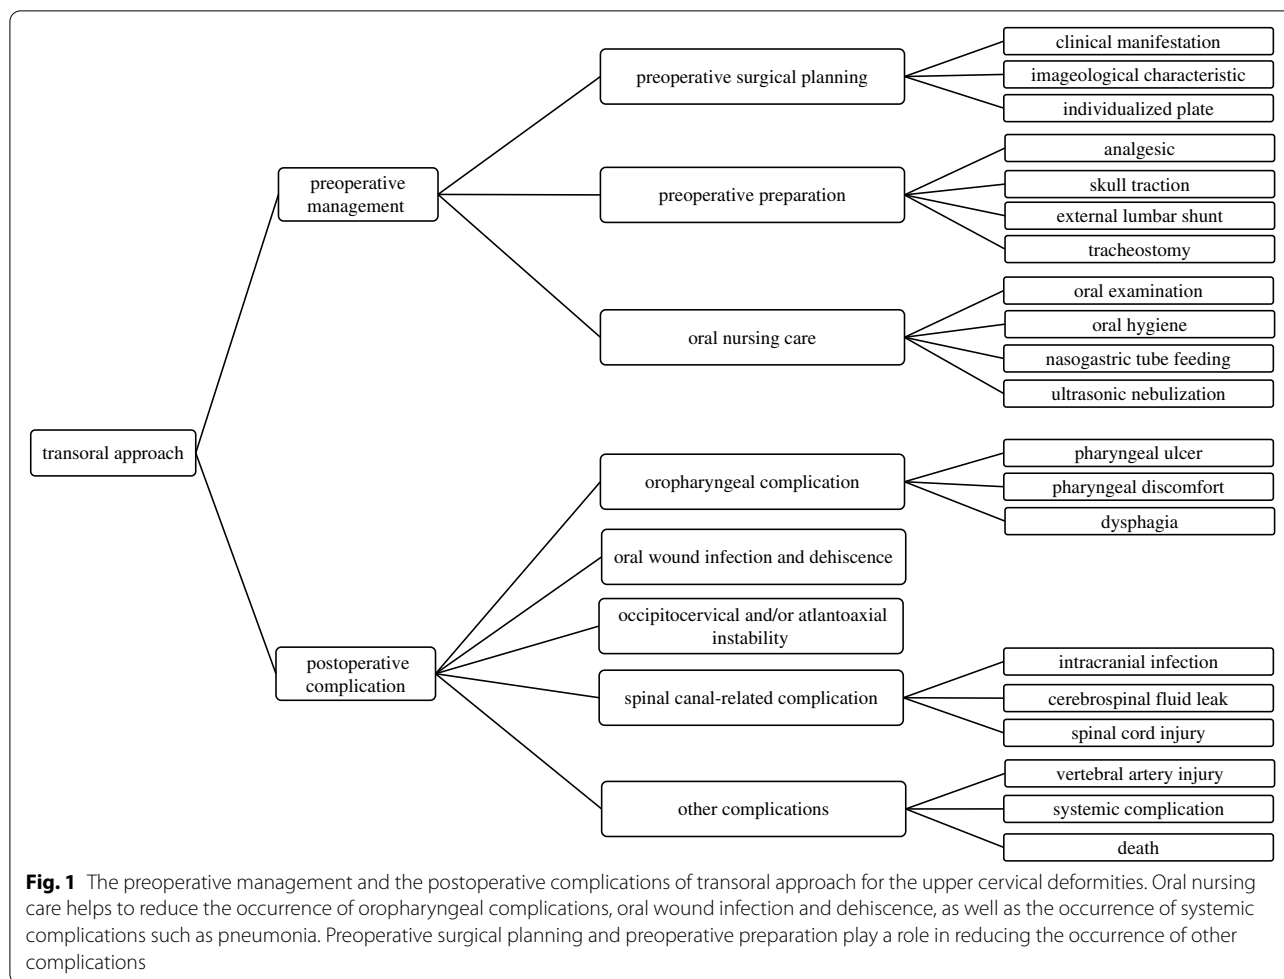 clinical manifestation
preoperative surgical planning
imageological characteristic
individualized plate
analgesic
preoperative
management
preoperative preparation
skull traction
external lumbar shunt
tracheostomy
oral examination
oral nursing care
oral hygiene
nasogastric tube feeding
ultrasonic nebulization
transoral approach
pharyngeal ulcer
oropharyngeal complication
pharyngeal discomfort
dysphagia
oral wound infection and dehiscence
occipitocervical and/or atlantoaxial
instability
postoperative
complication
intracranial infection
spinal canal-related complication
cerebrospinal fluid leak
spinal cord injury
vertebral artery injury
other complications
systemic complication
death
Fig. 1 The preoperative management and the postoperative complications of transoral approach for the upper cervical deformities. Oral nursing
care helps to reduce the occurrence of oropharyngeal complications, oral wound infection and dehiscence, as well as the occurrence of systemic
complications such as pneumonia. Preoperative surgical planning and preoperative preparation play a role in reducing the occurrence of other
complications